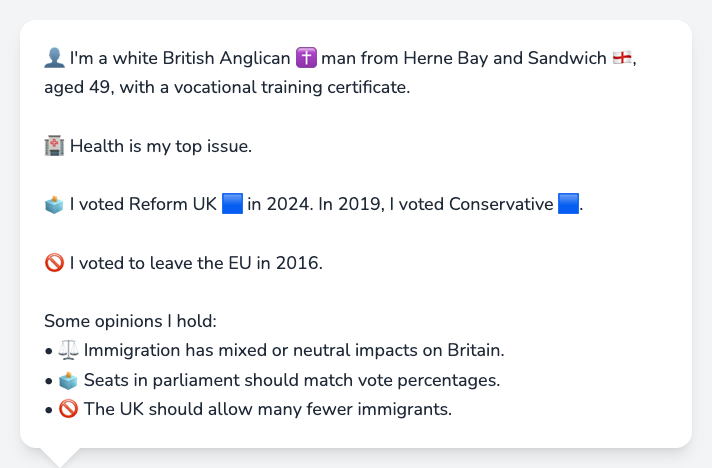 👤 I'm a white British Anglican ✝️ man from Herne Bay and Sandwich 🏴󠁧󠁢󠁥󠁮󠁧󠁿,
aged 49, with a vocational training certificate.
🏥 Health is my top issue.
🗳️ I voted Reform UK 🟦 in 2024. In 2019, I voted Conservative 🟦.
🚫 I voted to leave the EU in 2016.
Some opinions I hold:
• ⚖️ Immigration has mixed or neutral impacts on Britain.
• 🗳️ Seats in parliament should match vote percentages.
• 🚫 The UK should allow many fewer immigrants.